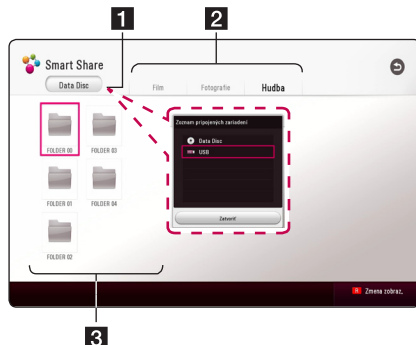 1
2
Smart Share
Data Disc
Film
Fotografie
Hudba
Zoznam pripojených zariadení
Data Disc
USB
Zatvoriť
FOLDER 00
FOLDER 03
FOLDER 01
FOLDER 04
FOLDER 02
R Zmena zobraz.
3